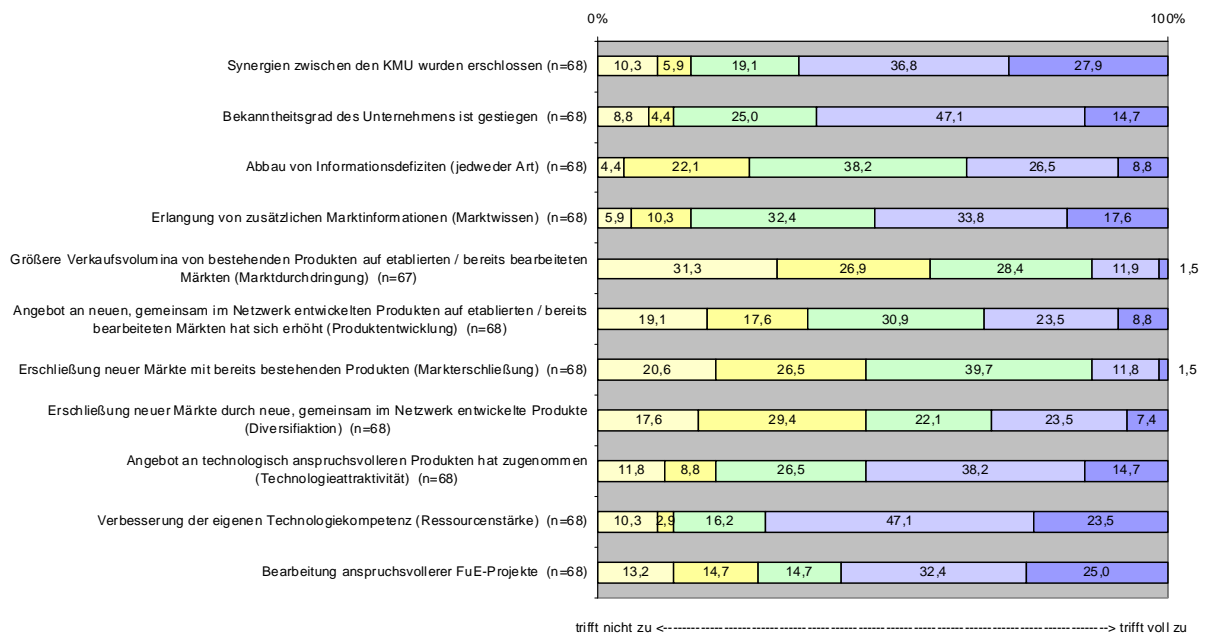 0% 100%
Synergien zwischen den KMU wurden erschlossen (n=68) 10,3 5,9 19,1 36,8 27,9
Bekanntheitsgrad des Unternehmens ist gestiegen (n=68) 8,8 4,4 25,0 47,1 14,7
Abbau von Informationsdefiziten (jedweder Art) (n=68) 4,4 22,1 38,2 26,5 8,8
Erlangung von zusätzlichen Marktinformationen (Marktwissen) (n=68) 5,9 10,3 32,4 33,8 17,6
Größere Verkaufsvolumina von bestehenden Produkten auf etablierten / bereits bearbeiteten
Märkten (Marktdurchdringung) (n=67) 31,3 26,9 28,4 11,9 1,5
Angebot an neuen, gemeinsam im Netzwerk entwickelten Produkten auf etablierten / bereits
bearbeiteten Märkten hat sich erhöht (Produktentwicklung) (n=68) 19,1 17,6 30,9 23,5 8,8
Erschließung neuer Märkte mit bereits bestehenden Produkten (Markterschließung) (n=68) 20,6 26,5 39,7 11,8 1,5
Erschließung neuer Märkte durch neue, gemeinsam im Netzwerk entwickelte Produkte
(Diversifiaktion) (n=68) 17,6 29,4 22,1 23,5 7,4
Angebot an technologisch anspruchsvolleren Produkten hat zugenommen
(Technologieattraktivität) (n=68) 11,8 8,8 26,5 38,2 14,7
Verbesserung der eigenen Technologiekompetenz (Ressourcenstärke) (n=68) 10,3 2,9 16,2 47,1 23,5
Bearbeitung anspruchsvollerer FuE-Projekte (n=68) 13,2 14,7 14,7 32,4 25,0
trifft nicht zu <-----------------------------------------------------------------------------------------------> trifft voll zu